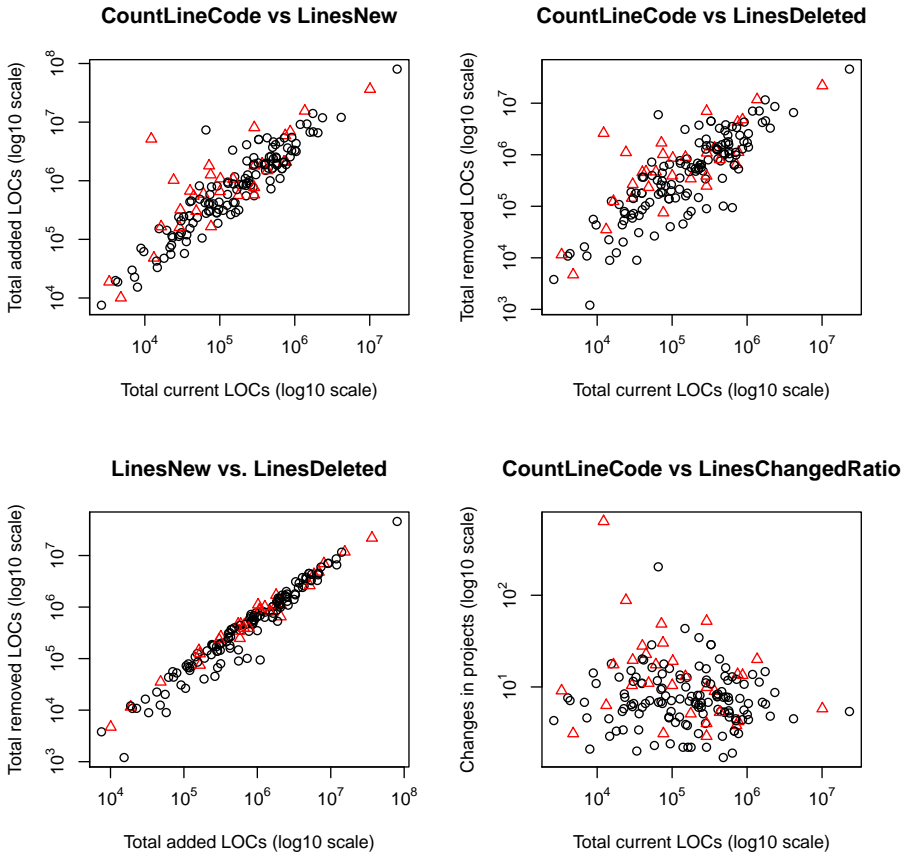 CountLineCode vs LinesNew
Total added LOCs (log10 scale)
10^4
10^5
10^6
10^7
10^8
10^4
10^5
10^6
10^7
Total current LOCs (log10 scale)
CountLineCode vs LinesDeleted
Total removed LOCs (log10 scale)
10^3
10^4
10^5
10^6
10^7
10^4
10^5
10^6
10^7
Total current LOCs (log10 scale)
LinesNew vs. LinesDeleted
Total removed LOCs (log10 scale)
10^3
10^4
10^5
10^6
10^7
10^4
10^5
10^6
10^7
10^8
Total added LOCs (log10 scale)
CountLineCode vs LinesChangedRatio
Changes in projects (log10 scale)
10^1
10^2
10^4
10^5
10^6
10^7
Total current LOCs (log10 scale)